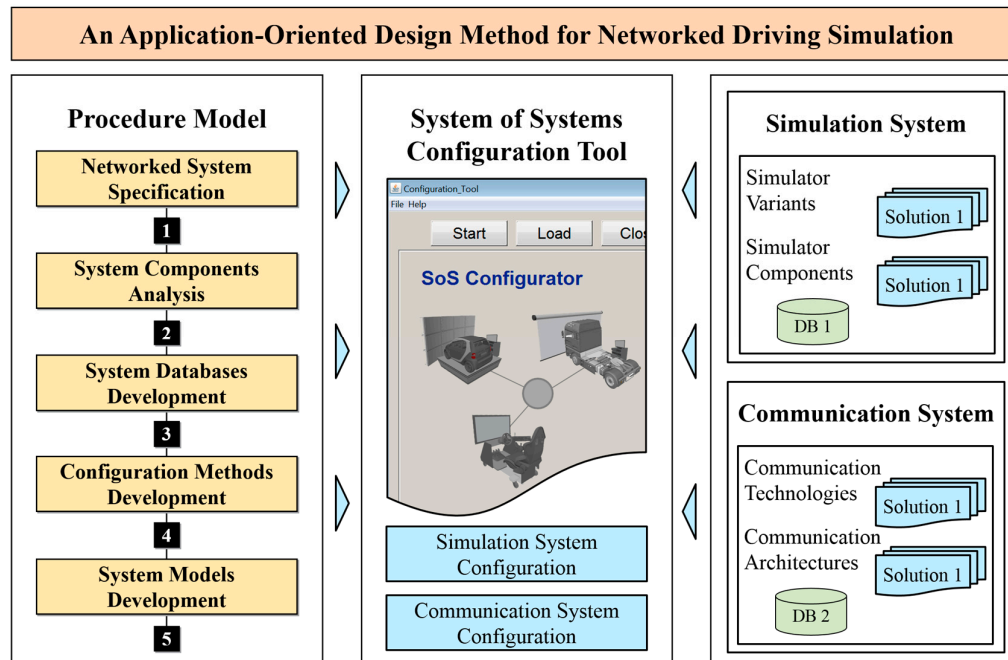 An Application-Oriented Design Method for Networked Driving Simulation
Procedure Model
Networked System
Specification
1
System Components
Analysis
2
System Databases
Development
3
Configuration Methods
Development
4
System Models
Development
5
System of Systems
Configuration Tool
Configuration_Tool
File Help
Start
Load
Clos
SoS Configurator
Simulation System
Configuration
Communication System
Configuration
Simulation System
Simulator
Variants
Solution 1
Simulator
Components
Solution 1
DB 1
Communication System
Communication
Technologies
Solution 1
Communication
Architectures
Solution 1
DB 2